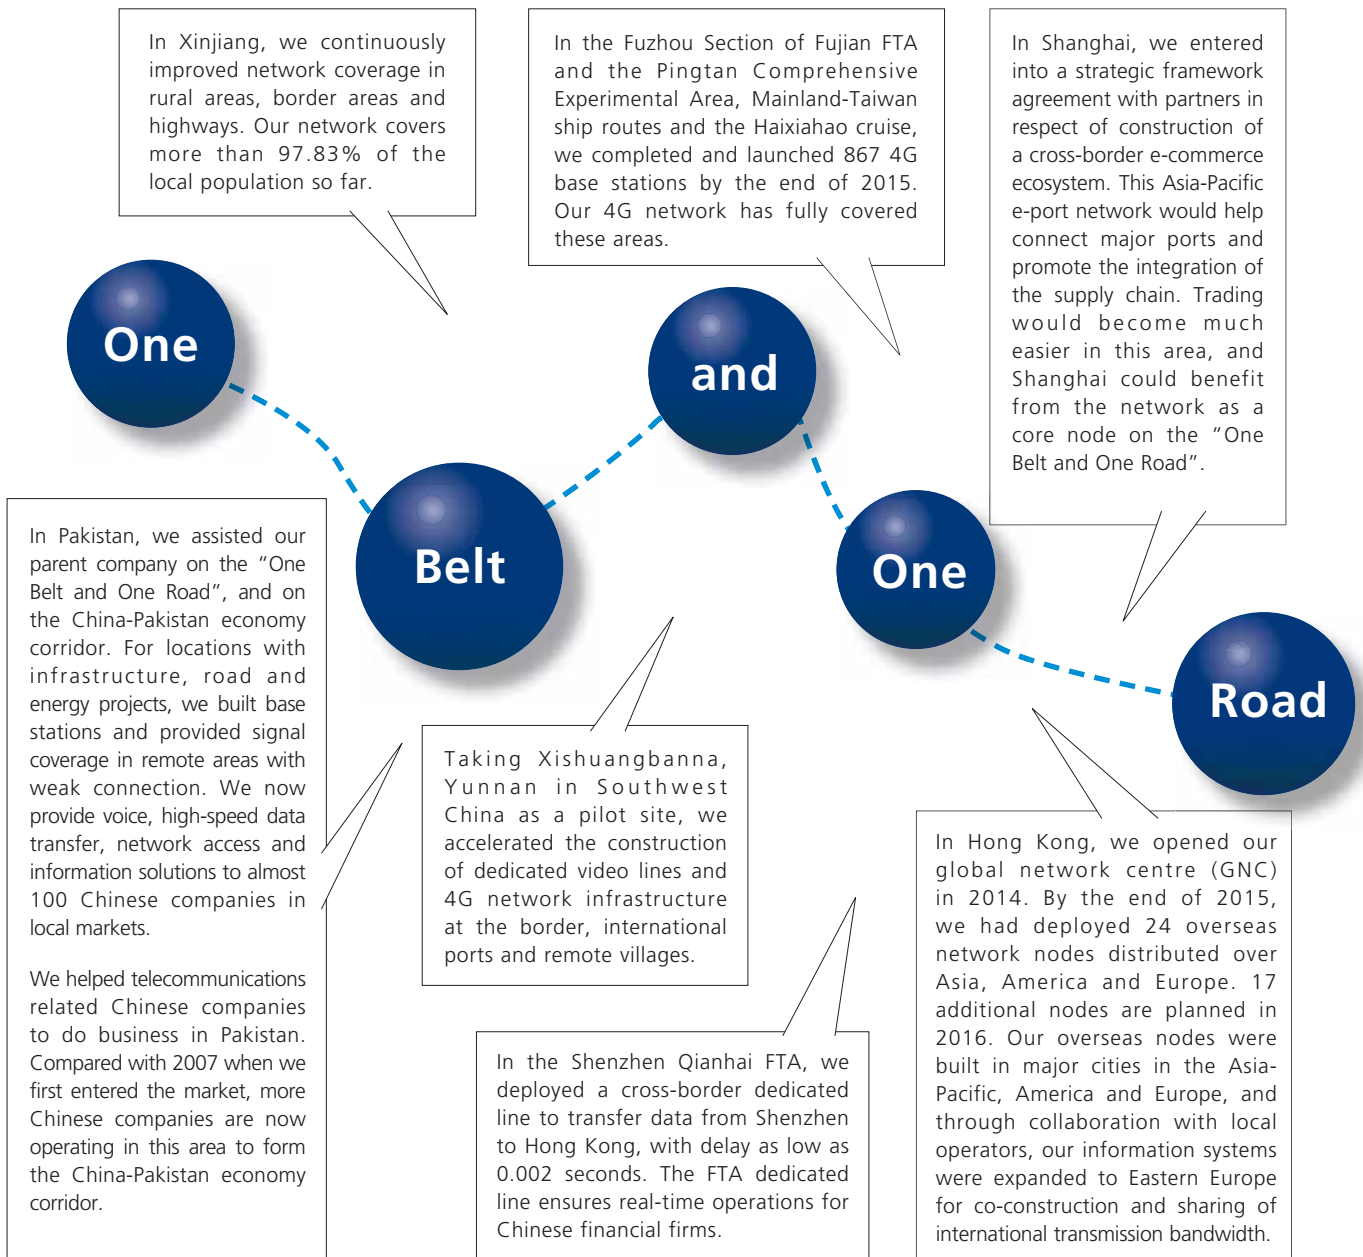 In Xinjiang, we continuously
improved network coverage in
rural areas, border areas and
highways. Our network covers
more than 97.83% of the
local population so far.
In the Fuzhou Section of Fujian FTA
and the Pingtan Comprehensive
Experimental Area, Mainland-Taiwan
ship routes and the Haixiahao cruise,
we completed and launched 867 4G
base stations by the end of 2015.
Our 4G network has fully covered
these areas.
In Shanghai, we entered
into a strategic framework
agreement with partners in
respect of construction of
a cross-border e-commerce
ecosystem. This Asia-Pacific
e-port network would help
connect major ports and
promote the integration of
the supply chain. Trading
would become much
easier in this area, and
Shanghai could benefit
from the network as a
core node on the “One
Belt and One Road”.
One
Belt
and
One
Road
In Pakistan, we assisted our
parent company on the “One
Belt and One Road”, and on
the China-Pakistan economy
corridor. For locations with
infrastructure, road and
energy projects, we built base
stations and provided signal
coverage in remote areas with
weak connection. We now
provide voice, high-speed data
transfer, network access and
information solutions to almost
100 Chinese companies in
local markets.
We helped telecommunications
related Chinese companies
to do business in Pakistan.
Compared with 2007 when we
first entered the market, more
Chinese companies are now
operating in this area to form
the China-Pakistan economy
corridor.
Taking Xishuangbanna,
Yunnan in Southwest
China as a pilot site, we
accelerated the construction
of dedicated video lines and
4G network infrastructure
at the border, international
ports and remote villages.
In the Shenzhen Qianhai FTA, we
deployed a cross-border dedicated
line to transfer data from Shenzhen
to Hong Kong, with delay as low as
0.002 seconds. The FTA dedicated
line ensures real-time operations for
Chinese financial firms.
In Hong Kong, we opened our
global network centre (GNC)
in 2014. By the end of 2015,
we had deployed 24 overseas
network nodes distributed over
Asia, America and Europe. 17
additional nodes are planned in
2016. Our overseas nodes were
built in major cities in the Asia-
Pacific, America and Europe, and
through collaboration with local
operators, our information systems
were expanded to Eastern Europe
for co-construction and sharing of
international transmission bandwidth.